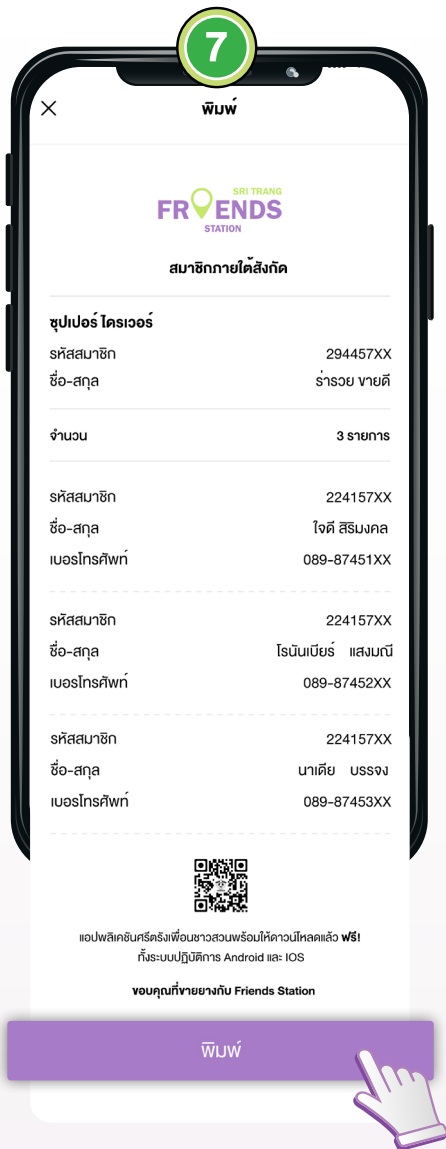 7
พิมพ์
SRI TRANG
FRIENDS
STATION
สมาชิกภายใต้สังกัด
ซุปเปอร์ ไดรเวอร์
รหัสสมาชิก 294457XX
ชื่อ-สกุล ร่ำรวย ขายดี
จำนวน 3 รายการ
รหัสสมาชิก 224157XX
ชื่อ-สกุล ใจดี สิริมงคล
เบอรโทรศัพท์ 089-87451XX
รหัสสมาชิก 224157XX
ชื่อ-สกุล โรนันเบียร์ แสงมณี
เบอรโทรศัพท์ 089-87452XX
รหัสสมาชิก 224157XX
ชื่อ-สกุล นาเดีย บรรจง
เบอรโทรศัพท์ 089-87453XX
แอปพลิเคชันศรีตรังเพื่อนชาวสวนพร้อมให้ดาวน์โหลดแล้ว ฟรี!
ทั้งระบบปฏิบัติการ Android และ IOS
ขอบคุณที่ขายยางกับ Friends Station
พิมพ์